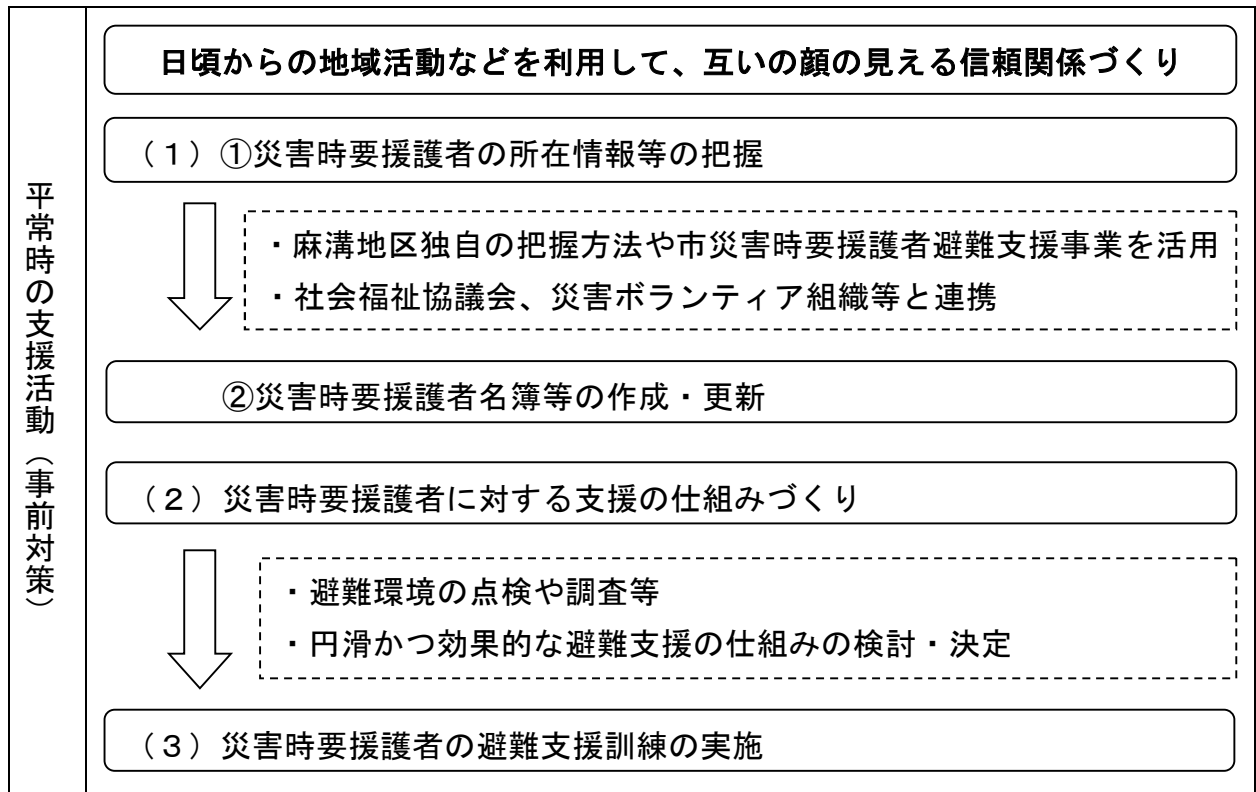 平常時の支援活動（事前対策）
日頃からの地域活動などを利用して、互いの顔の見える信頼関係づくり
（１）①災害時要援護者の所在情報等の把握
・麻溝地区独自の把握方法や市災害時要援護者避難支援事業を活用
・社会福祉協議会、災害ボランティア組織等と連携
②災害時要援護者名簿等の作成・更新
（２）災害時要援護者に対する支援の仕組みづくり
・避難環境の点検や調査等
・円滑かつ効果的な避難支援の仕組みの検討・決定
（３）災害時要援護者の避難支援訓練の実施